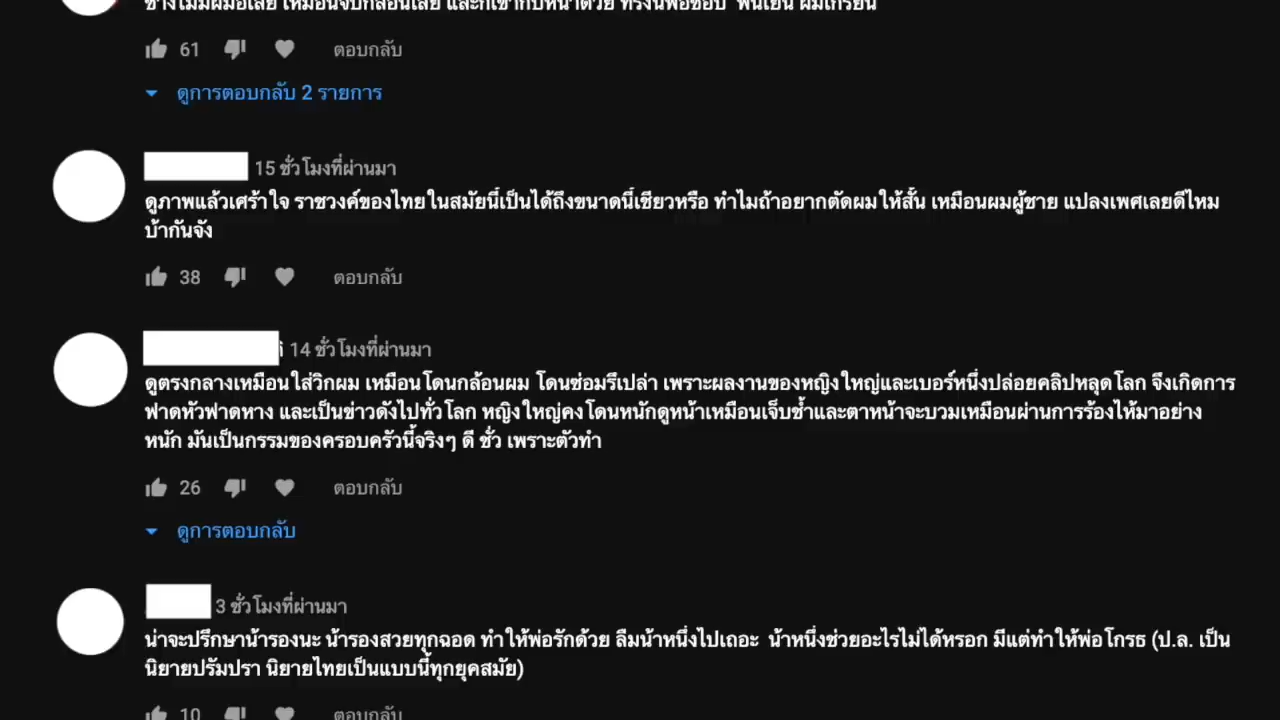 61 ตอบกลับ
ดูการตอบกลับ 2 รายการ
15 ชั่วโมงที่ผ่านมา
ดูภาพแล้วเศร้าใจ ราชวงค์ของไทยในสมัยนี้เป็นได้ถึงขนาดนี้เชียวหรือ ทำไมถ้าอยากตัดผมให้สั้น เหมือนผมผู้ชาย แปลงเพศเลยดีไหม
บ้ากันจัง
38 ตอบกลับ
14 ชั่วโมงที่ผ่านมา
ดูตรงกลางเหมือนใส่วิกผม เหมือนโดนกล้อนผม โดนซ่อมรึเปล่า เพราะผลงานของหญิงใหญ่และเบอร์หนึ่งปล่อยคลิปหลุดโลก จึงเกิดการ
ฟาดหัวฟาดหาง และเป็นข่าวดังไปทั่วโลก หญิงใหญ่คงโดนหนักดูหน้าเหมือนเจ็บช้ำและตาหน้าจะบวมเหมือนผ่านการร้องไห้มาอย่าง
หนัก มันเป็นกรรมของครอบครัวนี้จริงๆ ดี ชั่ว เพราะตัวทำ
26 ตอบกลับ
ดูการตอบกลับ
3 ชั่วโมงที่ผ่านมา
น่าจะปรึกษาน้ารองนะ น้ารองสวยทุกฉอด ทำให้พ่อรักด้วย ลืมน้าหนึ่งไปเถอะ น้าหนึ่งช่วยอะไรไม่ได้หรอก มีแต่ทำให้พ่อโกรธ (ป.ล. เป็น
นิยายปรัมปรา นิยายไทยเป็นแบบนี้ทุกยุคสมัย)
10 ตอบกลับ